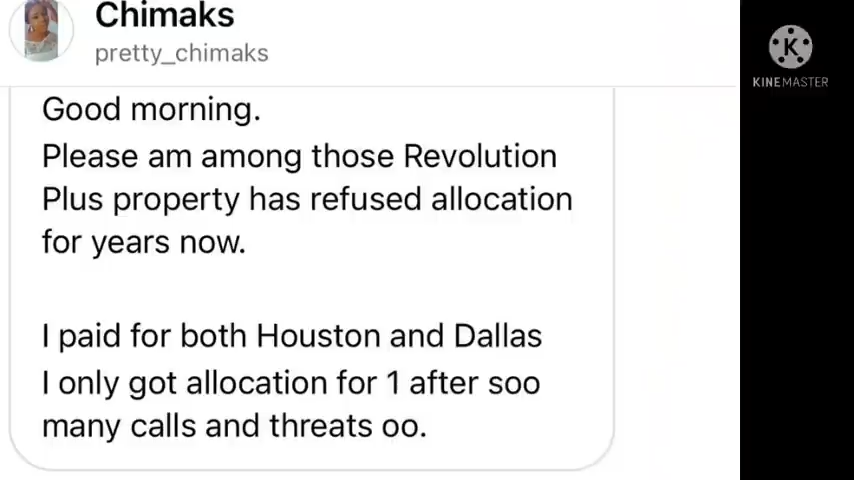 Chimaks
pretty_chimaks
Good morning.
Please am among those Revolution
Plus property has refused allocation
for years now.
I paid for both Houston and Dallas
I only got allocation for 1 after soo
many calls and threats oo.
K
KINEMASTER